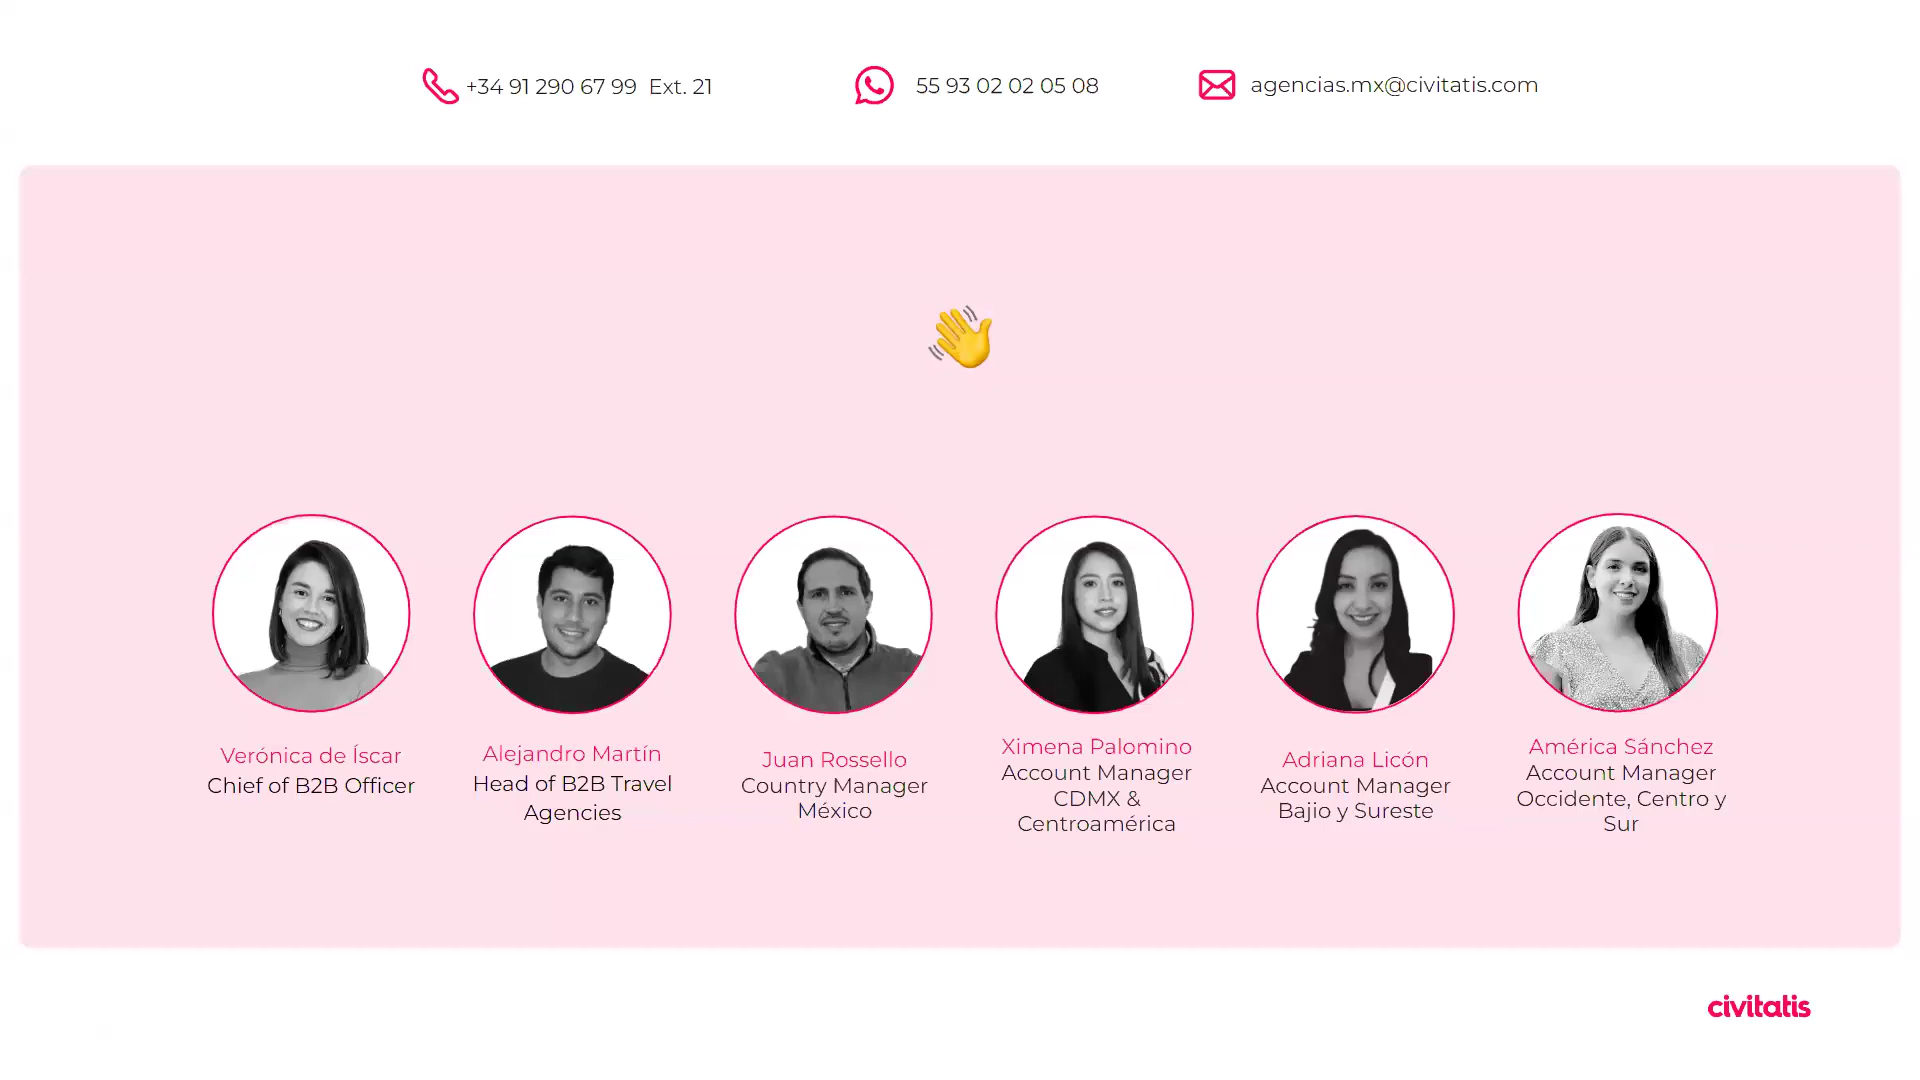 +34 91 290 67 99 Ext. 21
55 93 02 02 05 08
agencias.mx@civitatis.com
Verónica de Íscar
Chief of B2B Officer
Alejandro Martín
Head of B2B Travel
Agencies
Juan Rossello
Country Manager
México
Ximena Palomino
Account Manager
CDMX &
Centroamérica
Adriana Licón
Account Manager
Bajio y Sureste
América Sánchez
Account Manager
Occidente, Centro y
Sur
civitatis